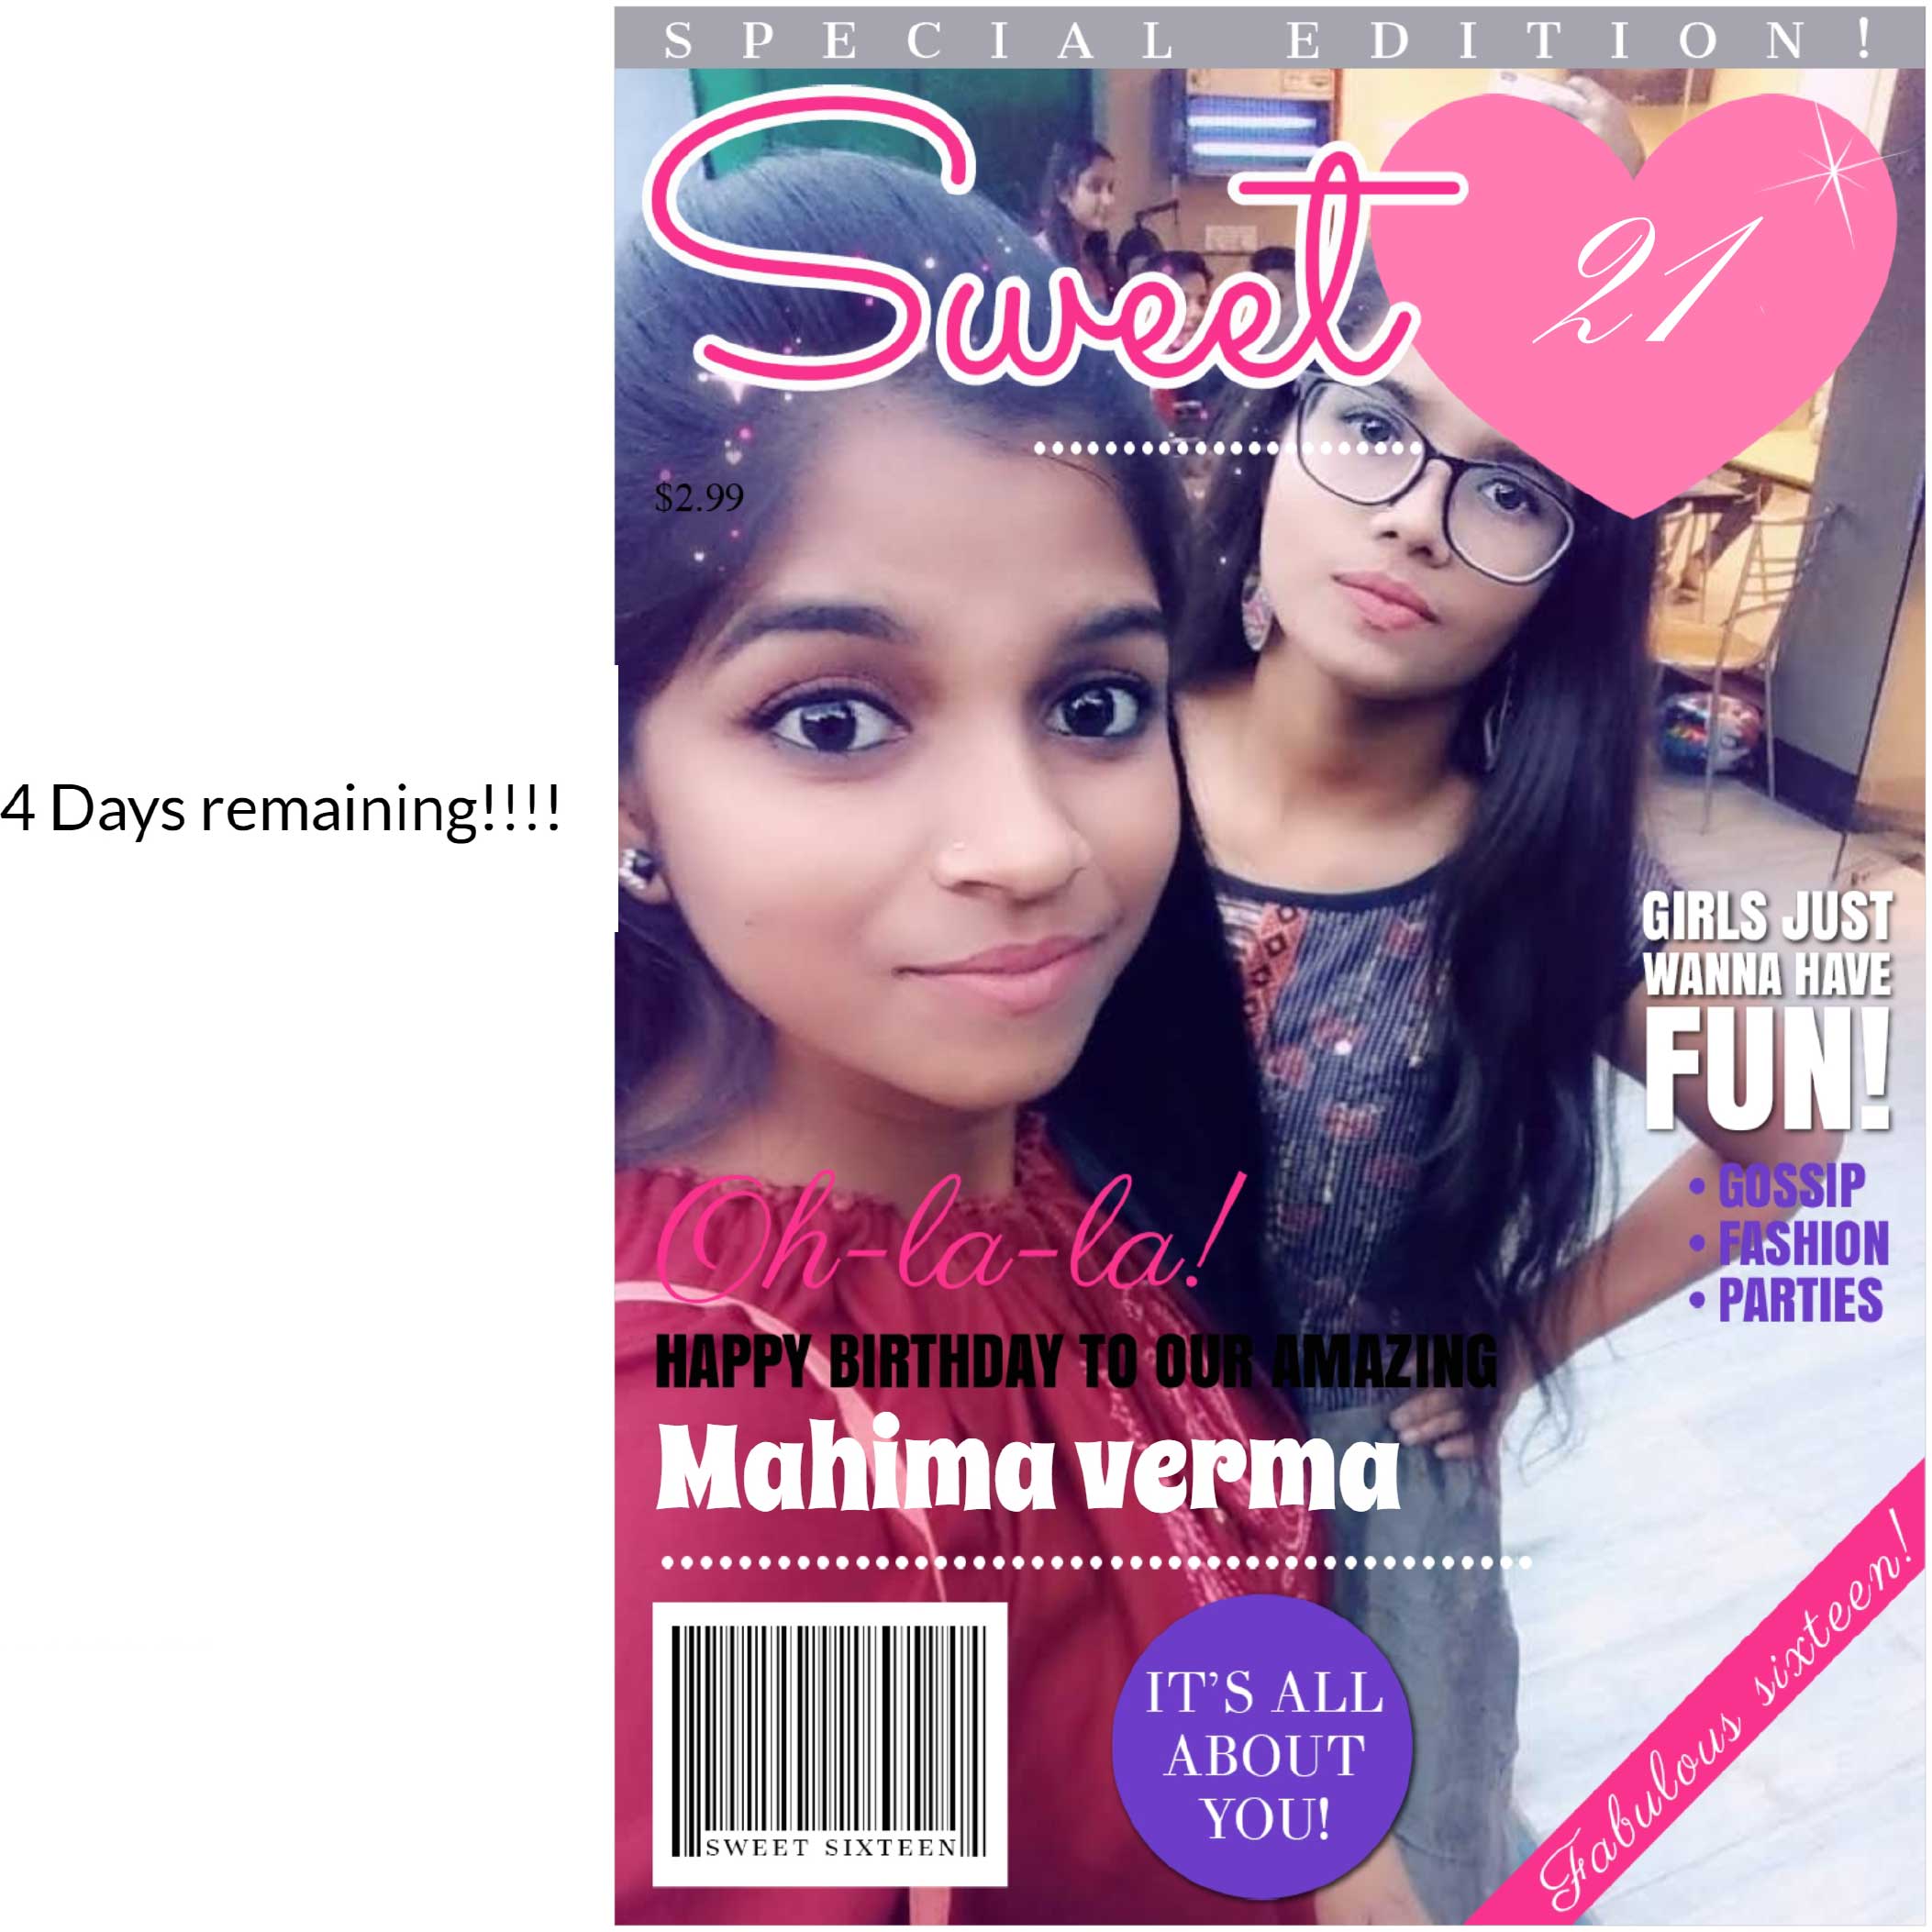 SPECIAL EDITION!
Sweet
21
$2.99
4 Days remaining!!!!
GIRLS JUST
WANNA HAVE
FUN!
• GOSSIP
• FASHION
• PARTIES
Oh-la-la!
HAPPY BIRTHDAY TO OUR AMAZING
Mahima verma
SWEET SIXTEEN
IT'S ALL
ABOUT
YOU!
Fabulous sixteen!